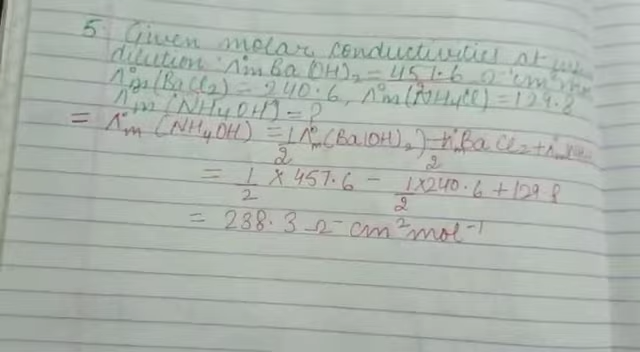 5. Given molar conductivities at
dilution Λ°m Ba(OH)₂ = 457.6 Ω⁻ cm²
Λ°m(BaCl₂) = 240.6, Λ°m(NH4Cl) = 129.8
Λ°m (NH4OH) = ?
= Λ°m (NH4OH) = 1/2 Λ°m(Ba(OH)₂) - 1/2 Λ°m BaCl₂ +
= 1/2 × 457.6 - 1/2 × 240.6 + 129.8
= 238.3 Ω⁻ cm² mol⁻¹